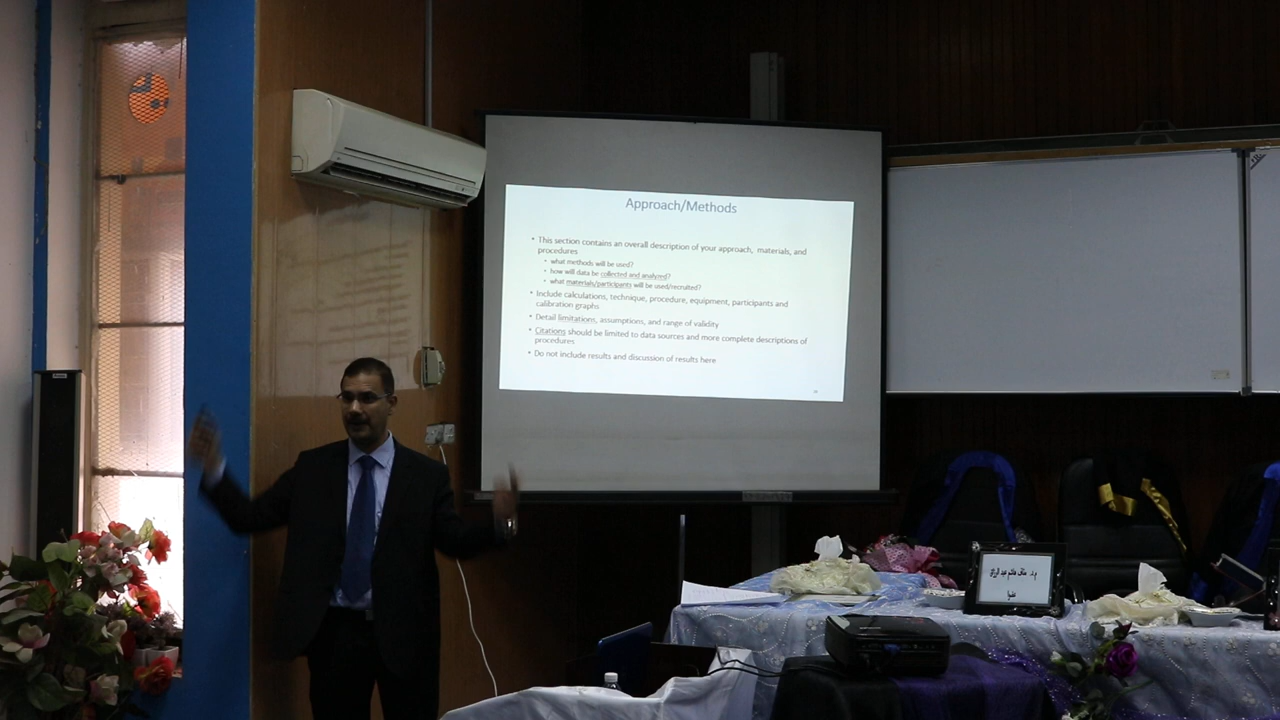 Approach/Methods
• This section contains an overall description of your approach, materials, and
procedures
• what methods will be used?
• how will data be collected and analyzed?
• what materials/participants will be used/recruited?
• Include calculations, technique, procedure, equipment, participants and
calibration graphs
• Detail limitations, assumptions, and range of validity
• Citations should be limited to data sources and more complete descriptions of
procedures
• Do not include results and discussion of results here
عضوا